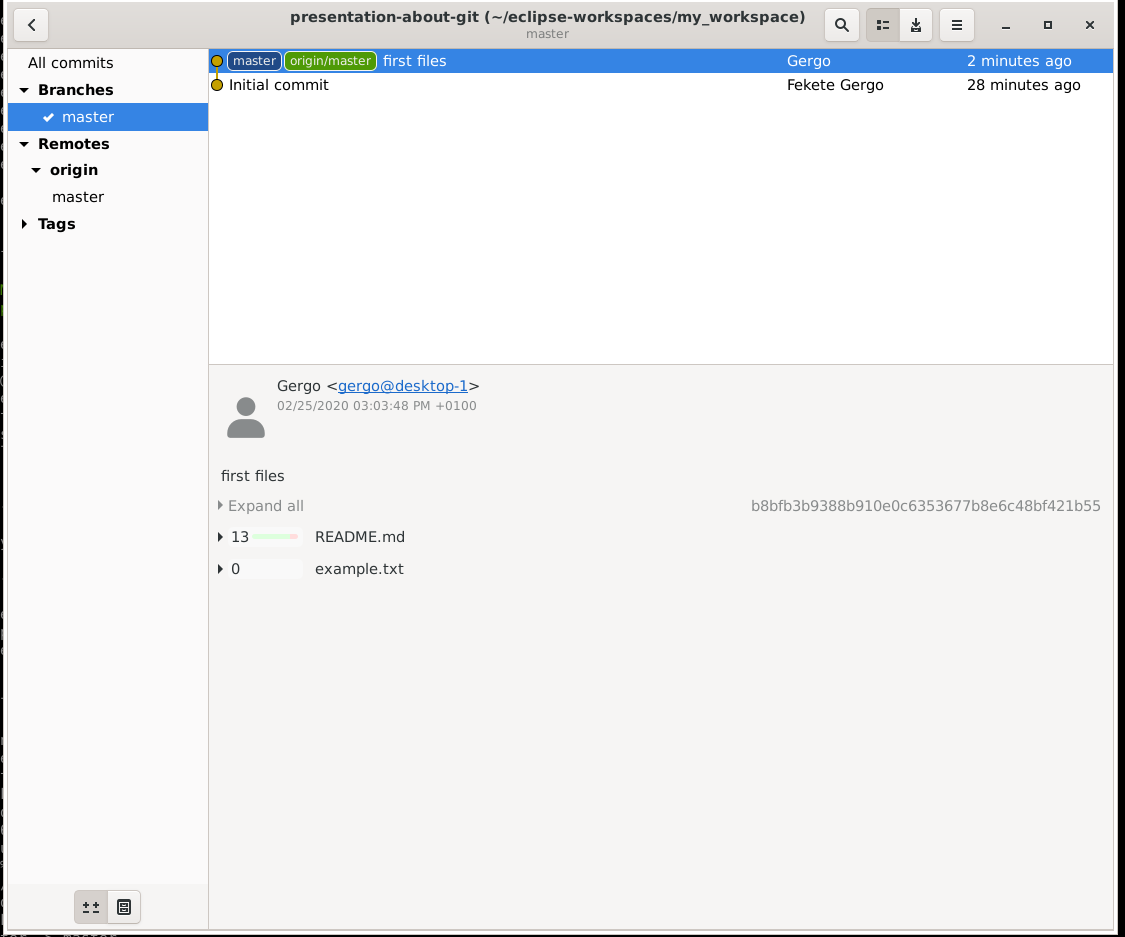 presentation-about-git (~/eclipse-workspaces/my_workspace)
master
All commits
Branches
master
Remotes
origin
master
Tags
master origin/master first files Gergo 2 minutes ago
Initial commit Fekete Gergo 28 minutes ago
Gergo <gergo@desktop-1>
02/25/2020 03:03:48 PM +0100
first files
Expand all b8bfb3b9388b910e0c6353677b8e6c48bf421b55
13 README.md
0 example.txt